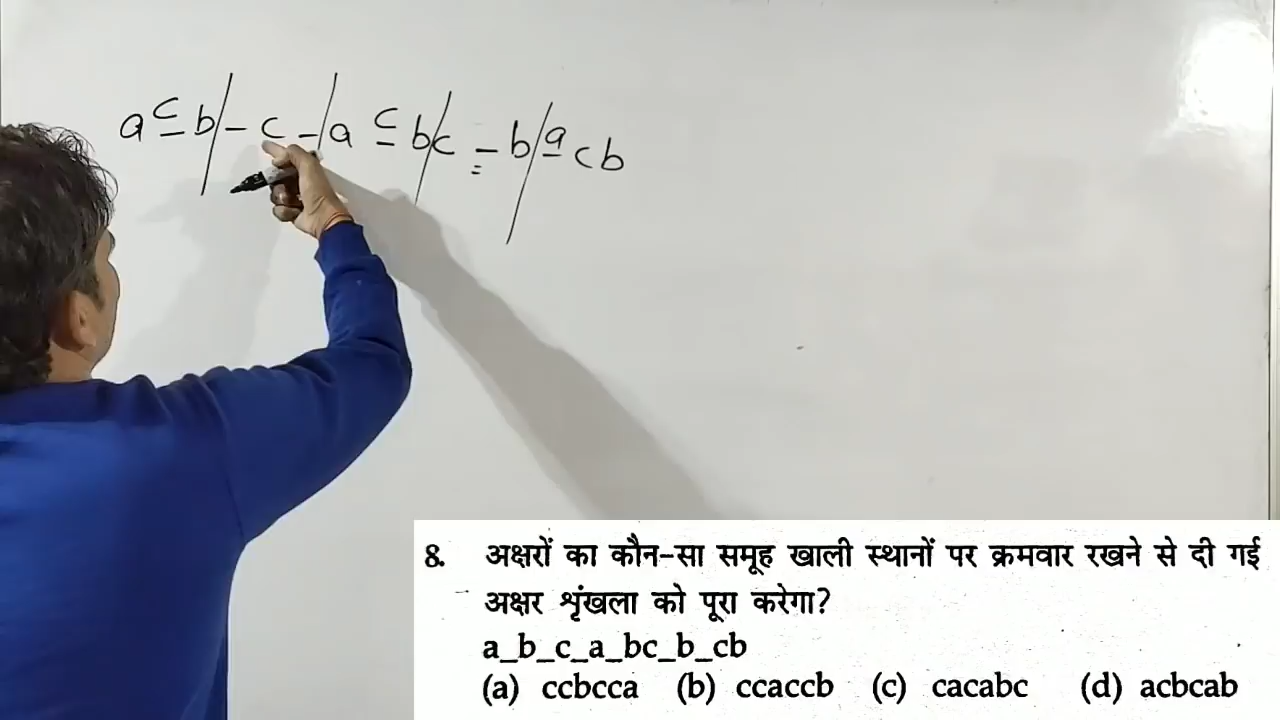 a c b / _ c _ / a c b / c _ b / a c b
8. अक्षरों का कौन-सा समूह खाली स्थानों पर क्रमवार रखने से दी गई
अक्षर शृंखला को पूरा करेगा?
a_b_c_a_bc_b_cb
(a) ccbcca (b) ccaccb (c) cacabc (d) acbcab